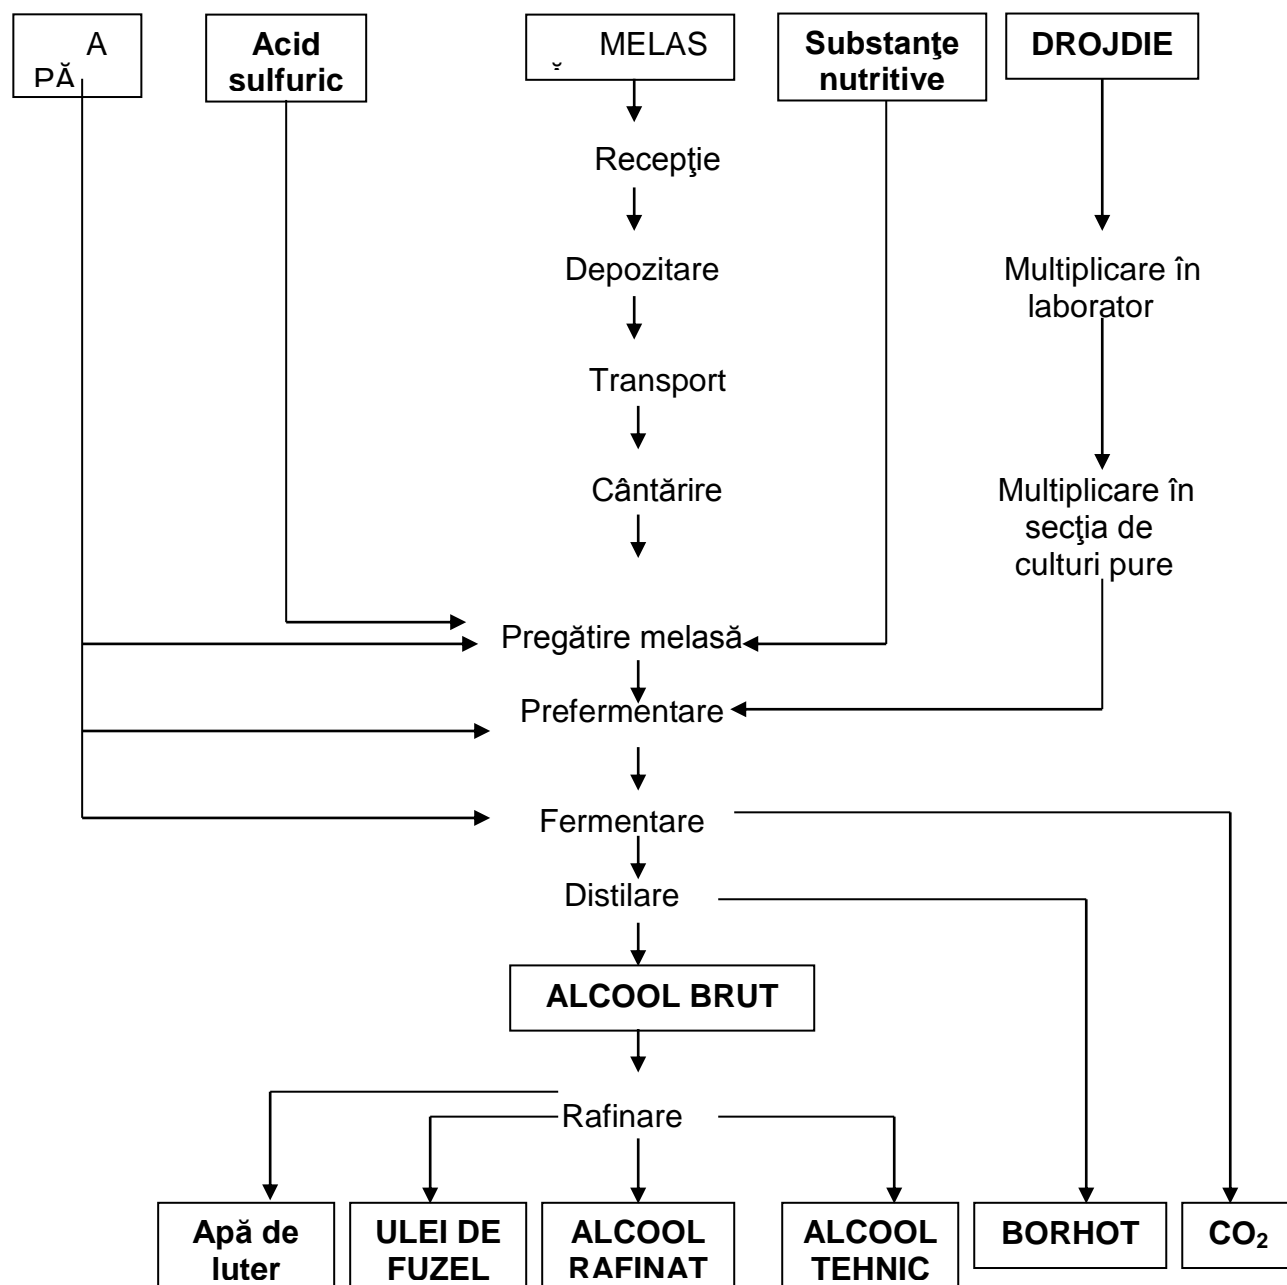 A
PĂ
Acid
sulfuric
MELAS
Substanţe
nutritive
DROJDIE
Recepţie
Depozitare
Multiplicare în
laborator
Transport
Cântărire
Multiplicare în
secţia de
culturi pure
Pregătire melasă
Prefermentare
Fermentare
Distilare
ALCOOL BRUT
Rafinare
Apă de
luter
ULEI DE
FUZEL
ALCOOL
RAFINAT
ALCOOL
TEHNIC
BORHOT
CO₂